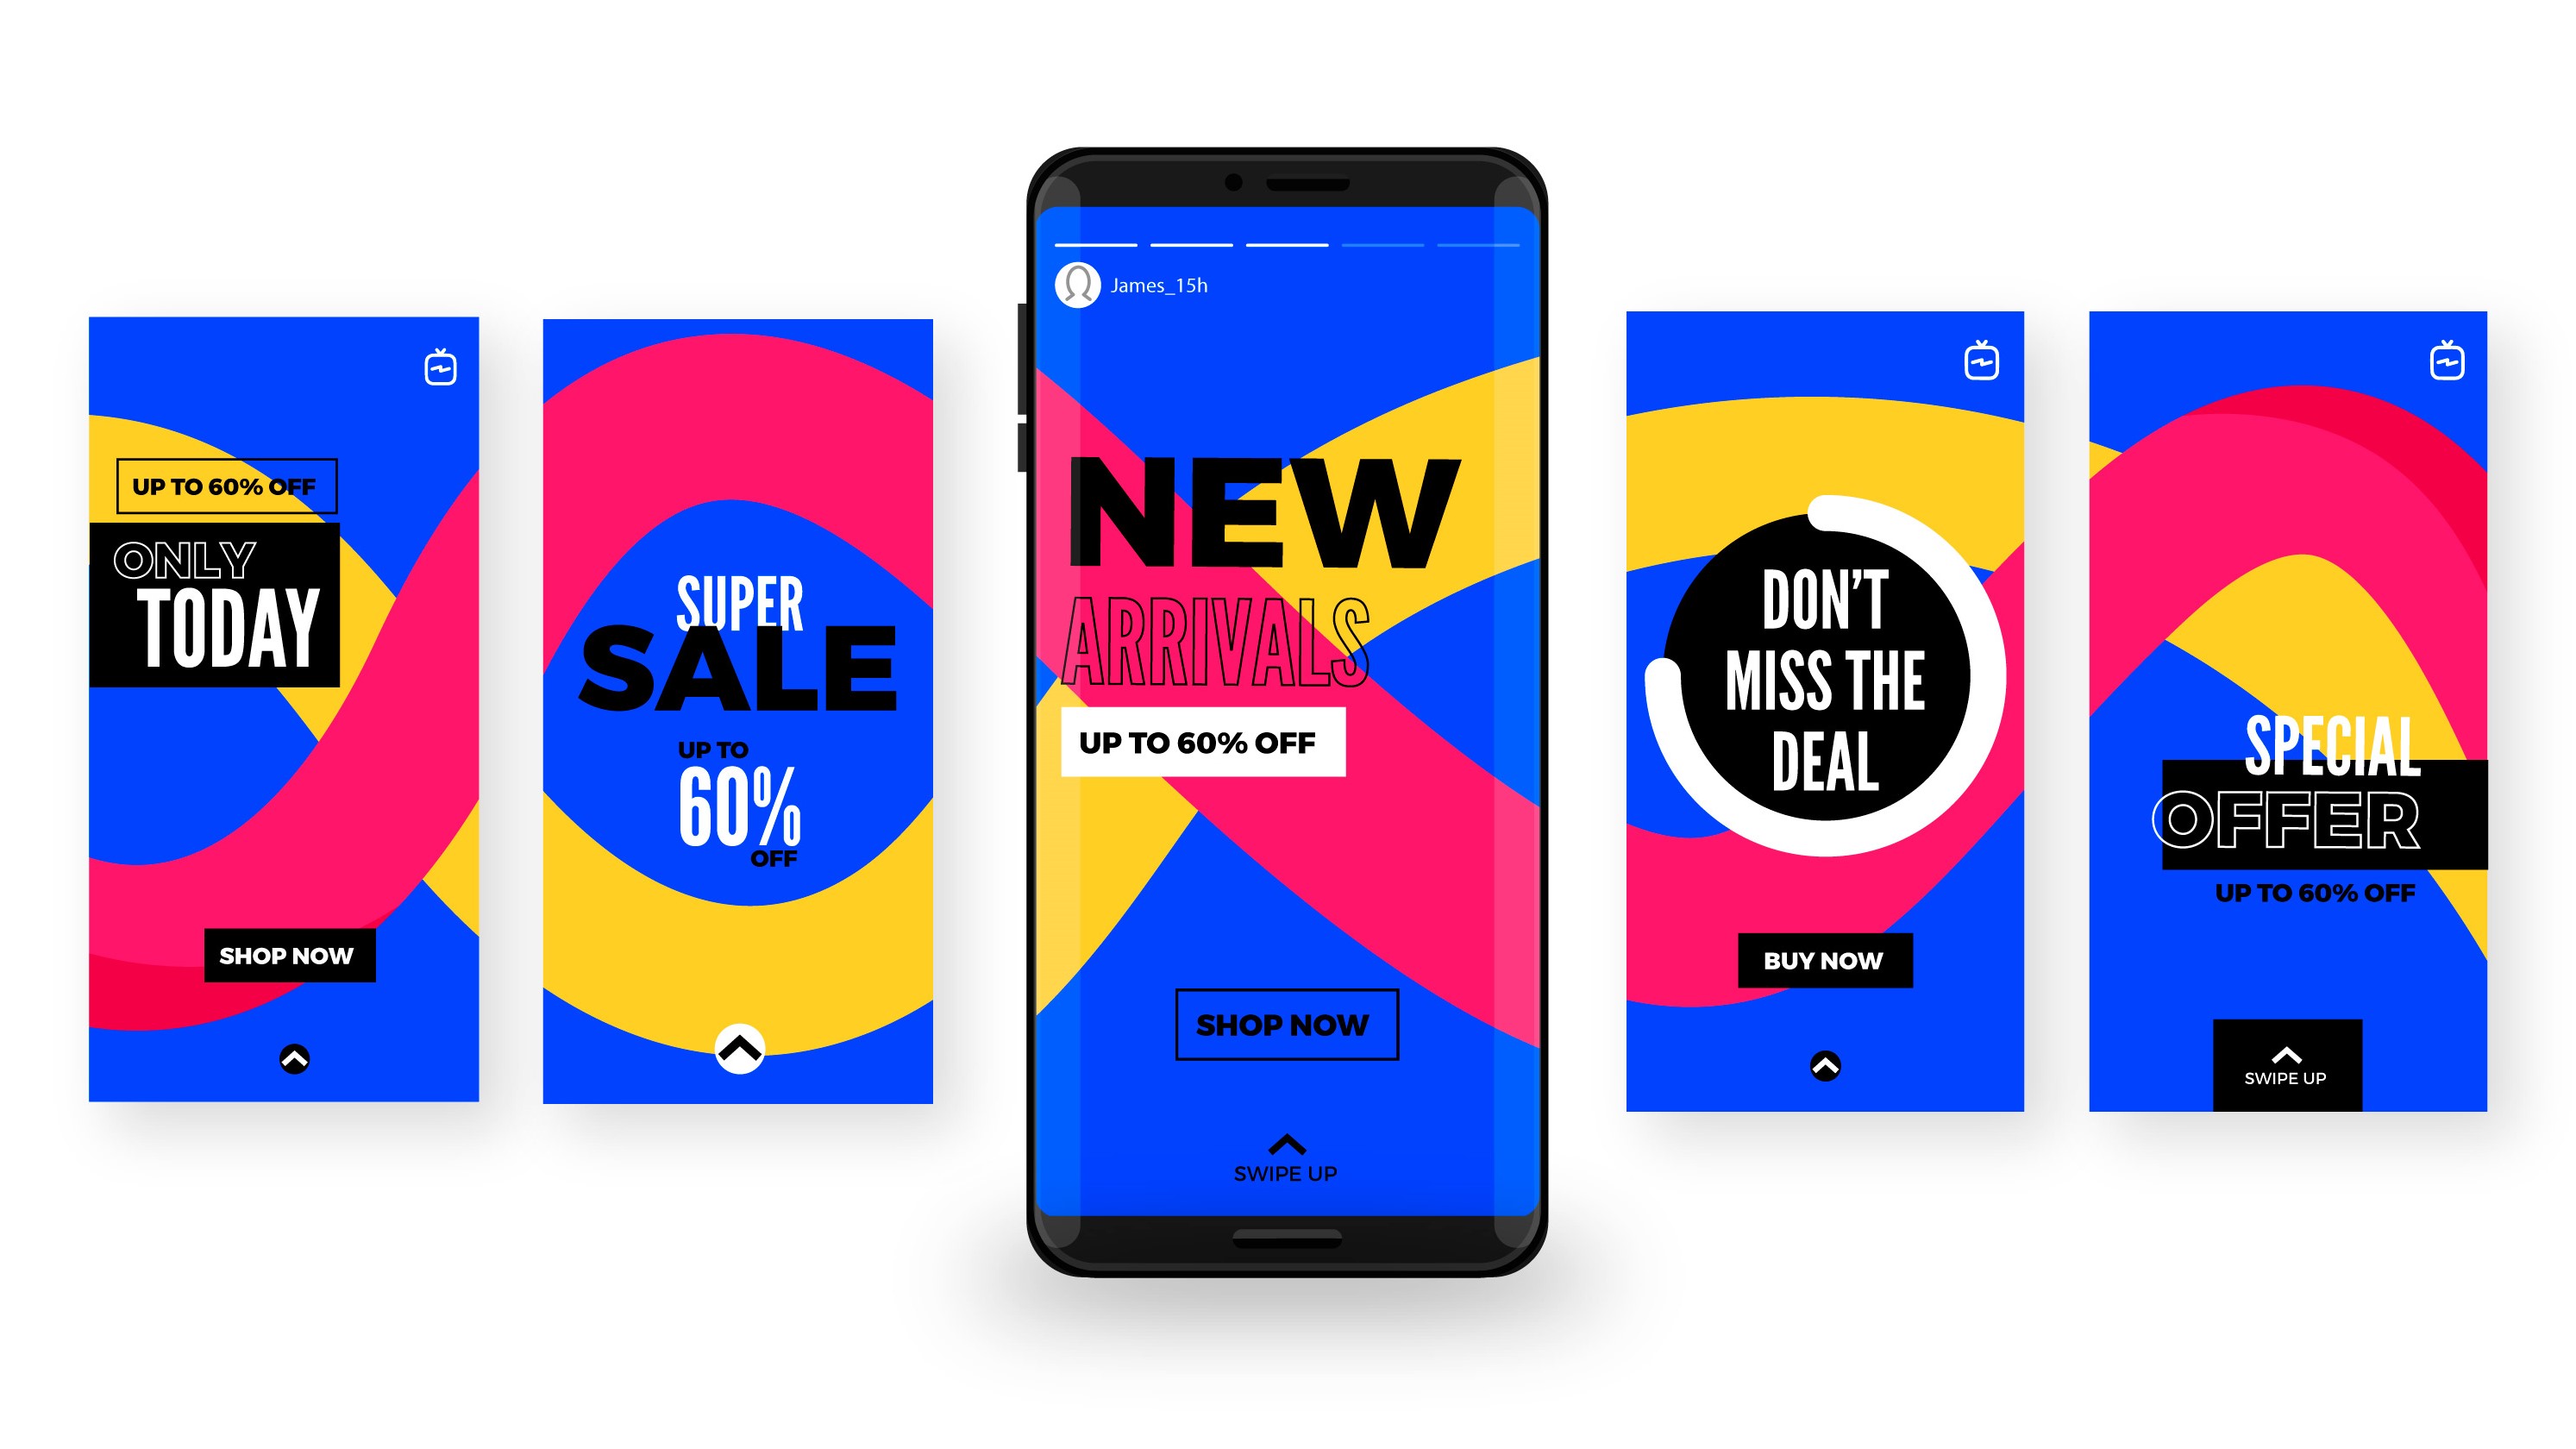 UP TO 60% OFF
ONLY
TODAY
SHOP NOW
SUPER
SALE
UP TO
60%
OFF
James_15h
NEW
ARRIVALS
UP TO 60% OFF
SHOP NOW
SWIPE UP
DON'T
MISS THE
DEAL
BUY NOW
SPECIAL
OFFER
UP TO 60% OFF
SWIPE UP